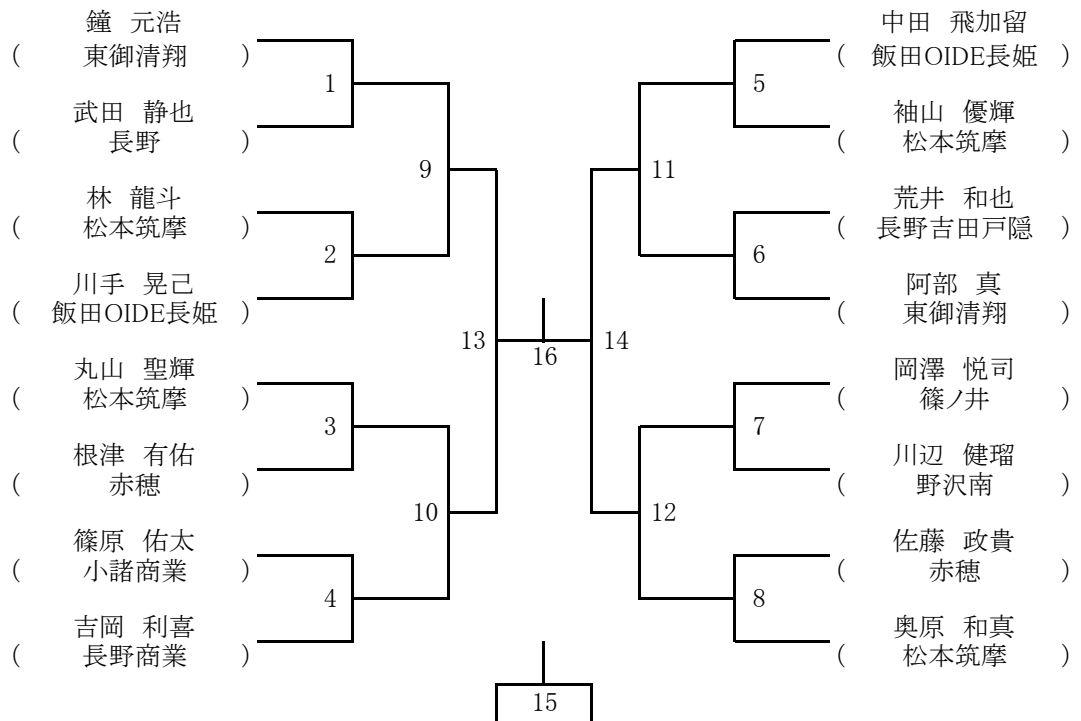 鐘 元浩
( 東御清翔 )
1
武田 静也
( 長野 )
9
林 龍斗
( 松本筑摩 )
2
川手 晃己
( 飯田OIDE長姫 )
13
丸山 聖輝
( 松本筑摩 )
3
根津 有佑
( 赤穂 )
10
篠原 佑太
( 小諸商業 )
4
吉岡 利喜
( 長野商業 )
16
15
中田 飛加留
( 飯田OIDE長姫 )
5
袖山 優輝
( 松本筑摩 )
11
荒井 和也
( 長野吉田戸隠 )
6
阿部 真
( 東御清翔 )
14
岡澤 悦司
( 篠ノ井 )
7
川辺 健瑠
( 野沢南 )
12
佐藤 政貴
( 赤穂 )
8
奥原 和真
( 松本筑摩 )